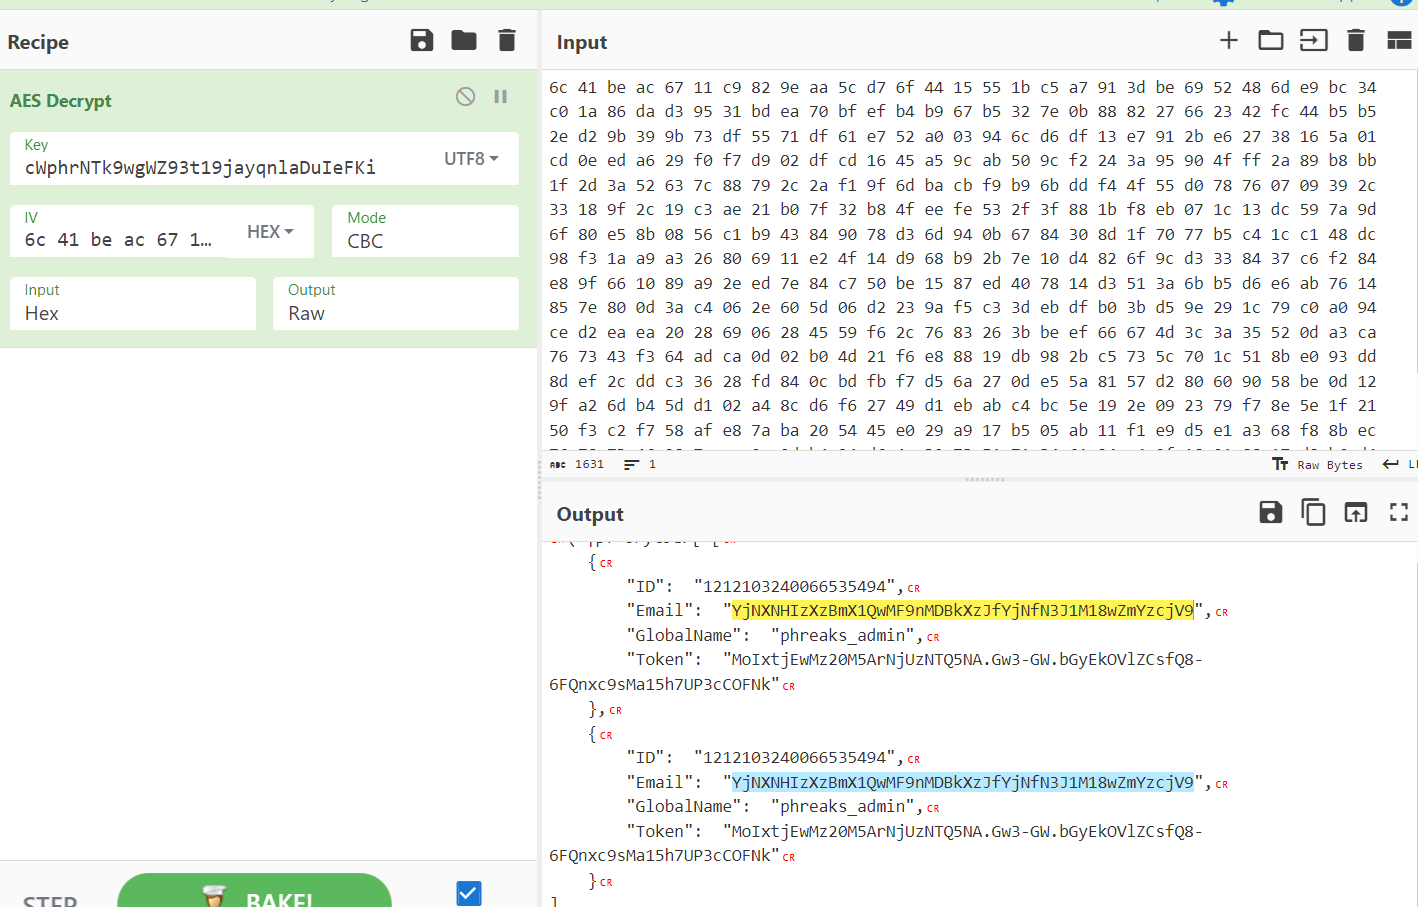 Recipe
AES Decrypt
Key
cWphrNTk9wgWZ93t19jayqnlaDuIeFKi
UTF8
IV
6c 41 be ac 67 1...
HEX
Mode
CBC
Input
Hex
Output
Raw
STEP
BAKE!
Input
6c 41 be ac 67 11 c9 82 9e aa 5c d7 6f 44 15 55 1b c5 a7 91 3d be 69 52 48 6d e9 bc 34
c0 1a 86 da d3 95 31 bd ea 70 bf ef b4 b9 67 b5 32 7e 0b 88 82 27 66 23 42 fc 44 b5 b5
2e d2 9b 39 9b 73 df 55 71 df 61 e7 52 a0 03 94 6c d6 df 13 e7 91 2b e6 27 38 16 5a 01
cd 0e ed a6 29 f0 f7 d9 02 df cd 16 45 a5 9c ab 50 9c f2 24 3a 95 90 4f ff 2a 89 b8 bb
1f 2d 3a 52 63 7c 88 79 2c 2a f1 9f 6d ba cb f9 b9 6b dd f4 4f 55 d0 78 76 07 09 39 2c
33 18 9f 2c 19 c3 ae 21 b0 7f 32 b8 4f ee fe 53 2f 3f 88 1b f8 eb 07 1c 13 dc 59 7a 9d
6f 80 e5 8b 08 56 c1 b9 43 84 90 78 d3 6d 94 0b 67 84 30 8d 1f 70 77 b5 c4 1c c1 48 dc
98 f3 1a a9 a3 26 80 69 11 e2 4f 14 d9 68 b9 2b 7e 10 d4 82 6f 9c d3 33 84 37 c6 f2 84
e8 9f 66 10 89 a9 2e ed 7e 84 c7 50 be 15 87 ed 40 78 14 d3 51 3a 6b b5 d6 e6 ab 76 14
85 7e 80 0d 3a c4 06 2e 60 5d 06 d2 23 9a f5 c3 3d eb df b0 3b d5 9e 29 1c 79 c0 a0 94
ce d2 ea ea 20 28 69 06 28 45 59 f6 2c 76 83 26 3b be ef 66 67 4d 3c 3a 35 52 0d a3 ca
76 73 43 f3 64 ad ca 0d 02 b0 4d 21 f6 e8 88 19 db 98 2b c5 73 5c 70 1c 51 8b e0 93 dd
8d ef 2c dd c3 36 28 fd 84 0c bd fb f7 d5 6a 27 0d e5 5a 81 57 d2 80 60 90 58 be 0d 12
9f a2 6d b4 5d d1 02 a4 8c d6 f6 27 49 d1 eb ab c4 bc 5e 19 2e 09 23 79 f7 8e 5e 1f 21
50 f3 c2 f7 58 af e8 7a ba 20 54 45 e0 29 a9 17 b5 05 ab 11 f1 e9 d5 e1 a3 68 f8 8b ec
ABC 1631 1 Raw Bytes
Output
{CR
"ID": "1212103240066535494",CR
"Email": "YjNXNHIzXzBmX1QwMF9nMDBkXzJfYjNfN3J1M18wZmYzcjV9",CR
"GlobalName": "phreaks_admin",CR
"Token": "MoIxtjEwMz20M5ArNjUzNTQ5NA.Gw3-GW.bGyEkOVlZCsfQ8-
6FQnxc9sMa15h7UP3cCOFNk"CR
},CR
{CR
"ID": "1212103240066535494",CR
"Email": "YjNXNHIzXzBmX1QwMF9nMDBkXzJfYjNfN3J1M18wZmYzcjV9",CR
"GlobalName": "phreaks_admin",CR
"Token": "MoIxtjEwMz20M5ArNjUzNTQ5NA.Gw3-GW.bGyEkOVlZCsfQ8-
6FQnxc9sMa15h7UP3cCOFNk"CR
}CR
]